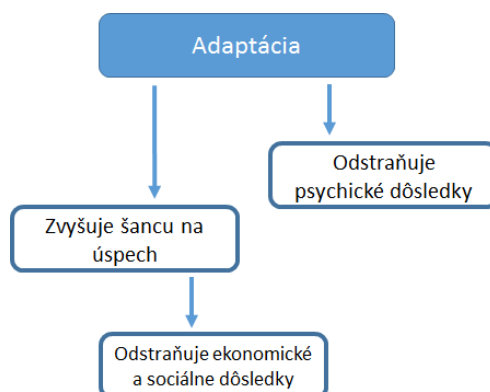 Adaptácia
Odstraňuje
psychické dôsledky
Zvyšuje šancu na
úspech
Odstraňuje ekonomické
a sociálne dôsledky